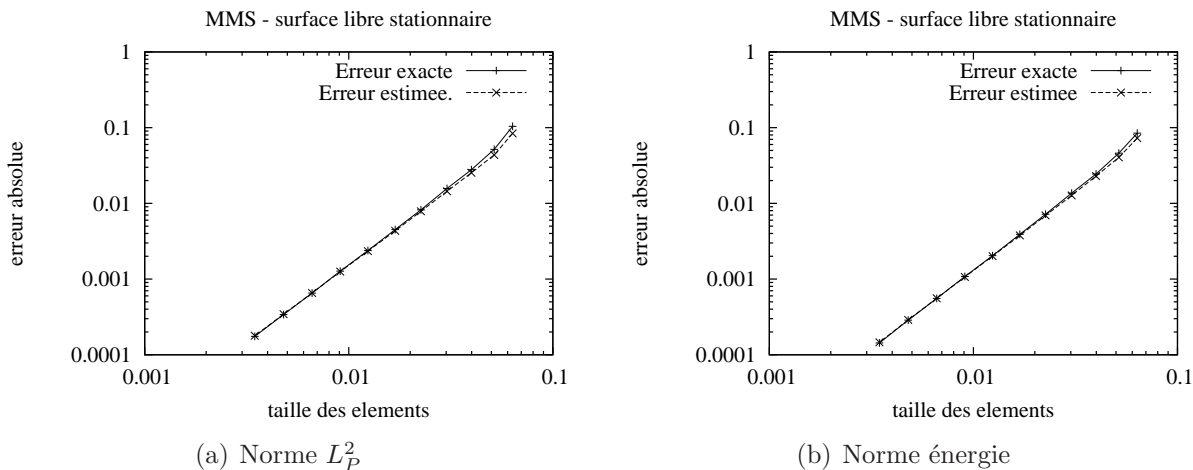 MMS - surface libre stationnaire
1
Erreur exacte
Erreur estimee.
0.1
0.01
0.001
0.0001
0.001
0.01
0.1
erreur absolue
taille des elements
(a) Norme L²_P
MMS - surface libre stationnaire
1
Erreur exacte
Erreur estimee
0.1
0.01
0.001
0.0001
0.001
0.01
0.1
erreur absolue
taille des elements
(b) Norme énergie